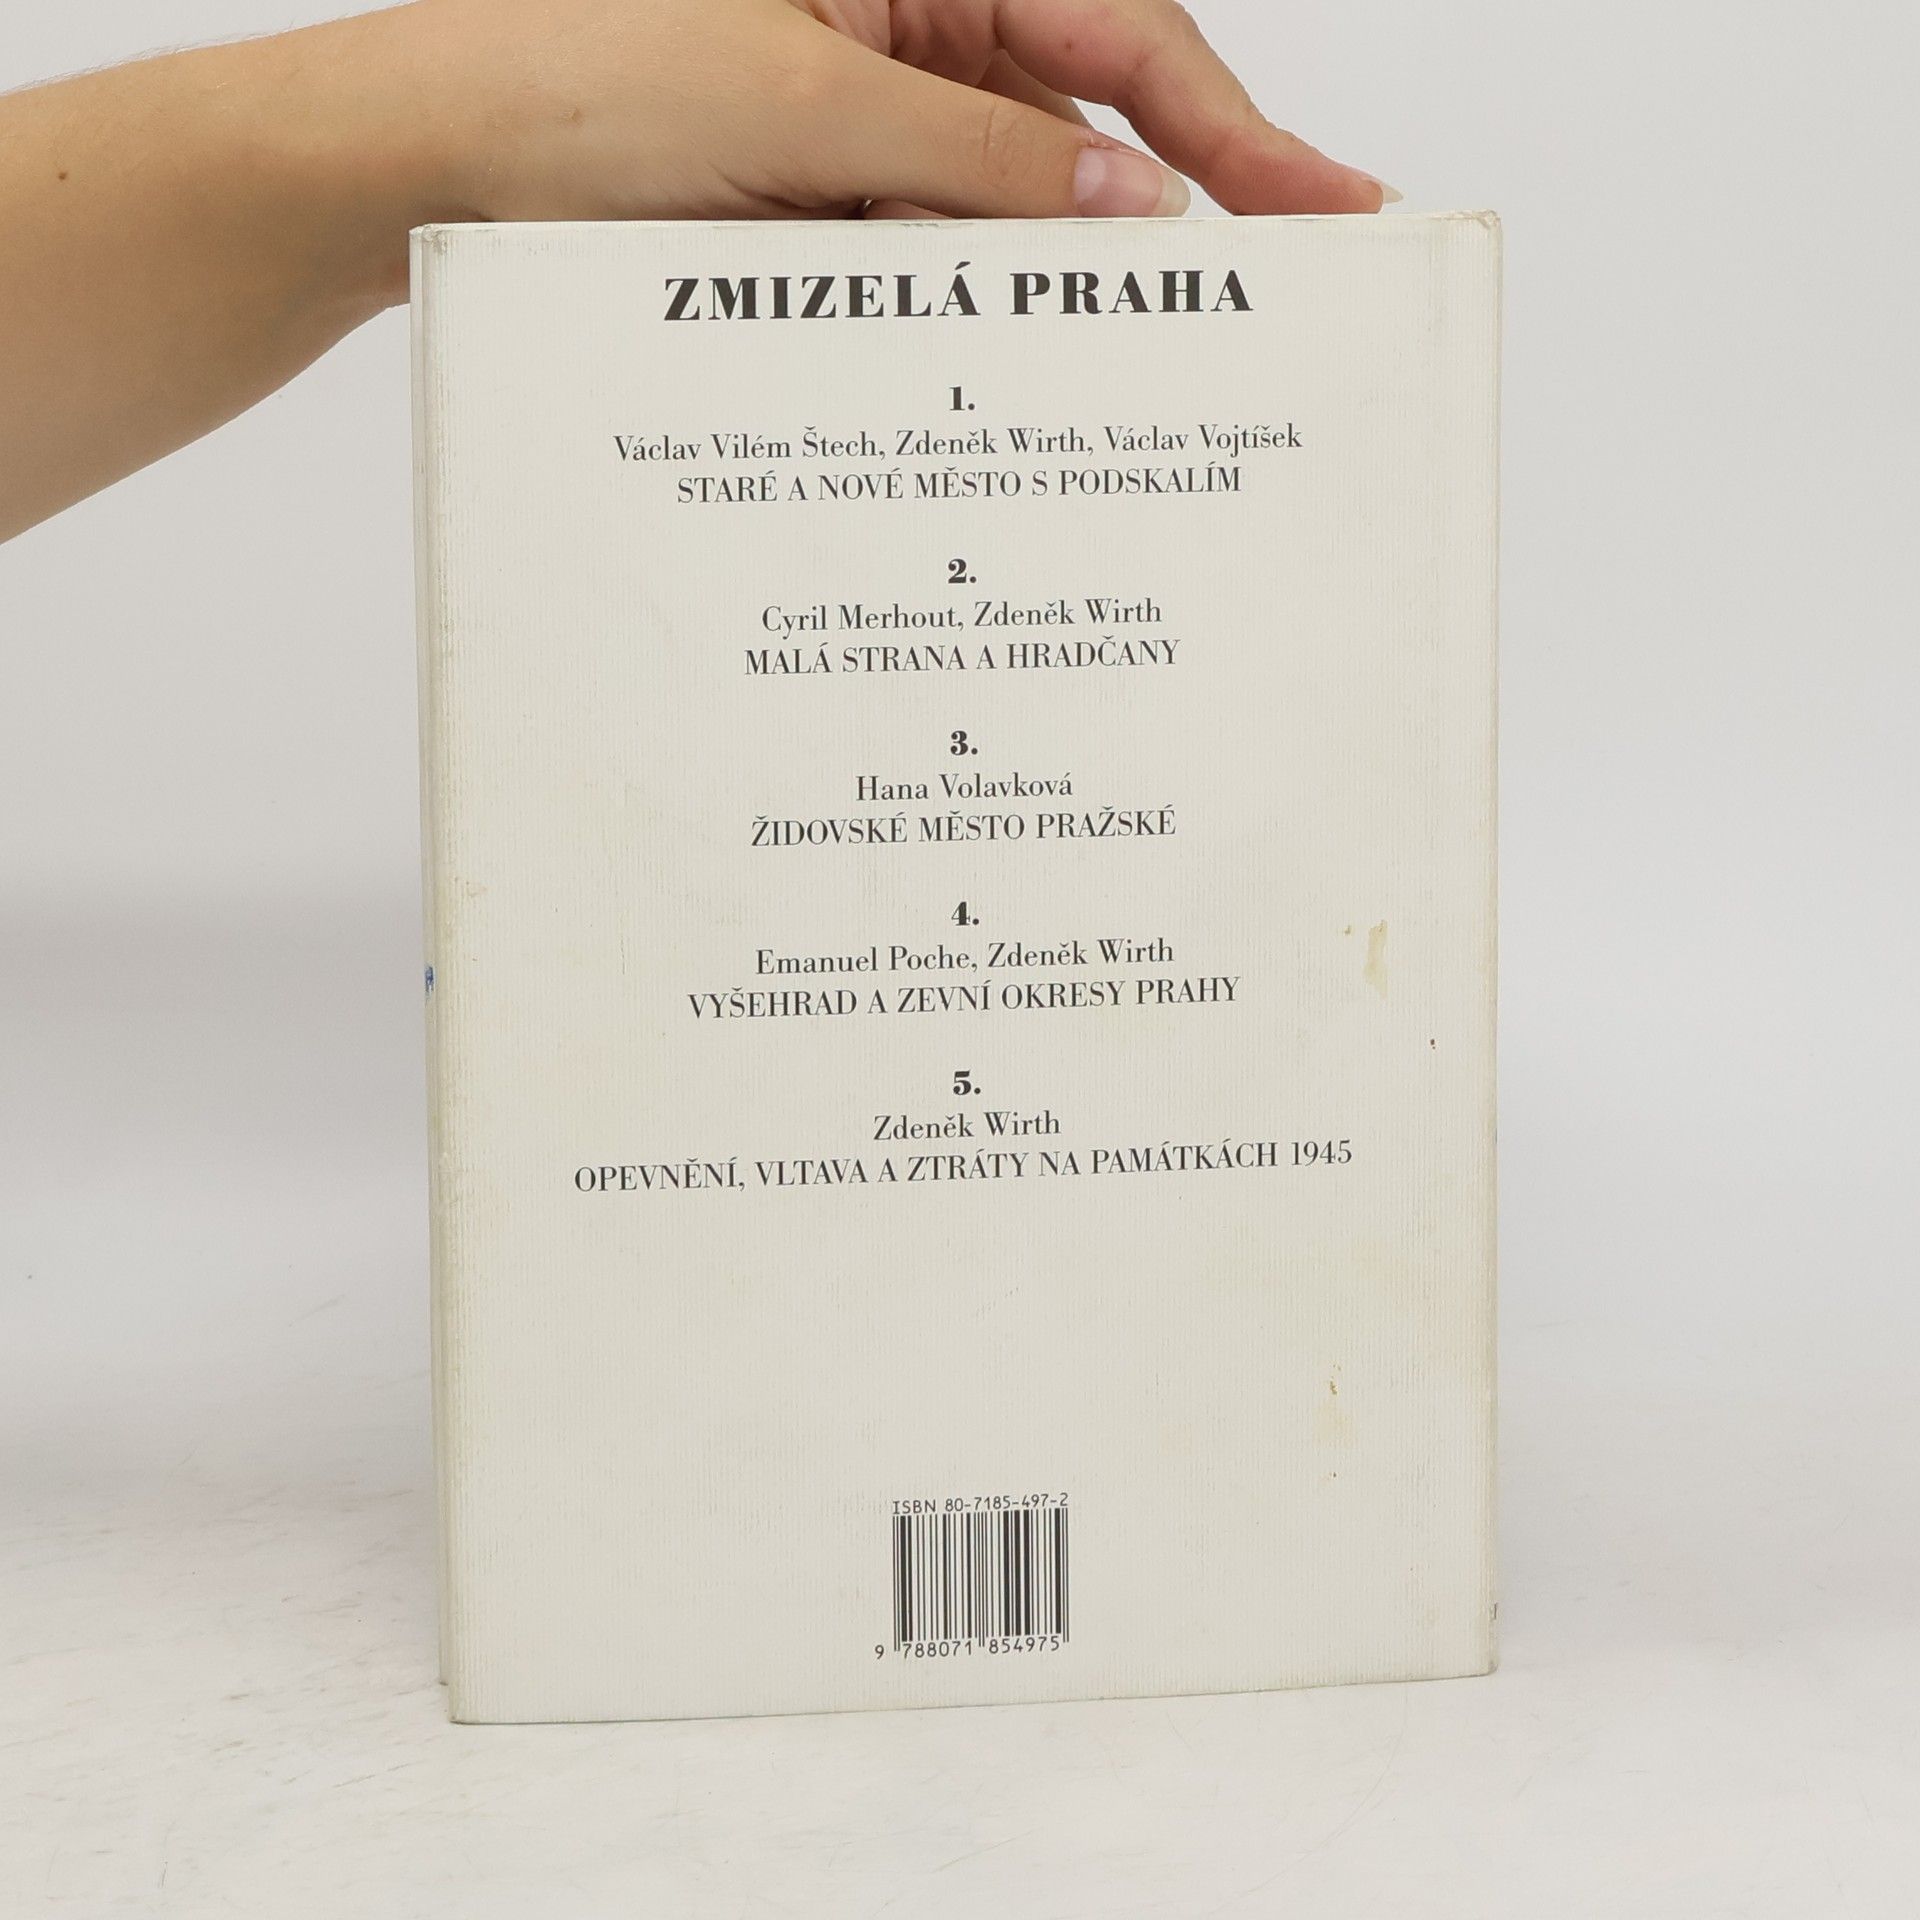 ZMIZELÁ PRAHA
1.
Václav Vilém Štech, Zdeněk Wirth, Václav Vojtíšek
STARÉ A NOVÉ MĚSTO S PODSKALÍM
2.
Cyril Merhout, Zdeněk Wirth
MALÁ STRANA A HRADČANY
3.
Hana Volavková
ŽIDOVSKÉ MĚSTO PRAŽSKÉ
4.
Emanuel Poche, Zdeněk Wirth
VYŠEHRAD A ZEVNÍ OKRESY PRAHY
5.
Zdeněk Wirth
OPEVNĚNÍ, VLTAVA A ZTRÁTY NA PAMÁTKÁCH 1945
ISBN 80-7185-497-2
9 788071 854975